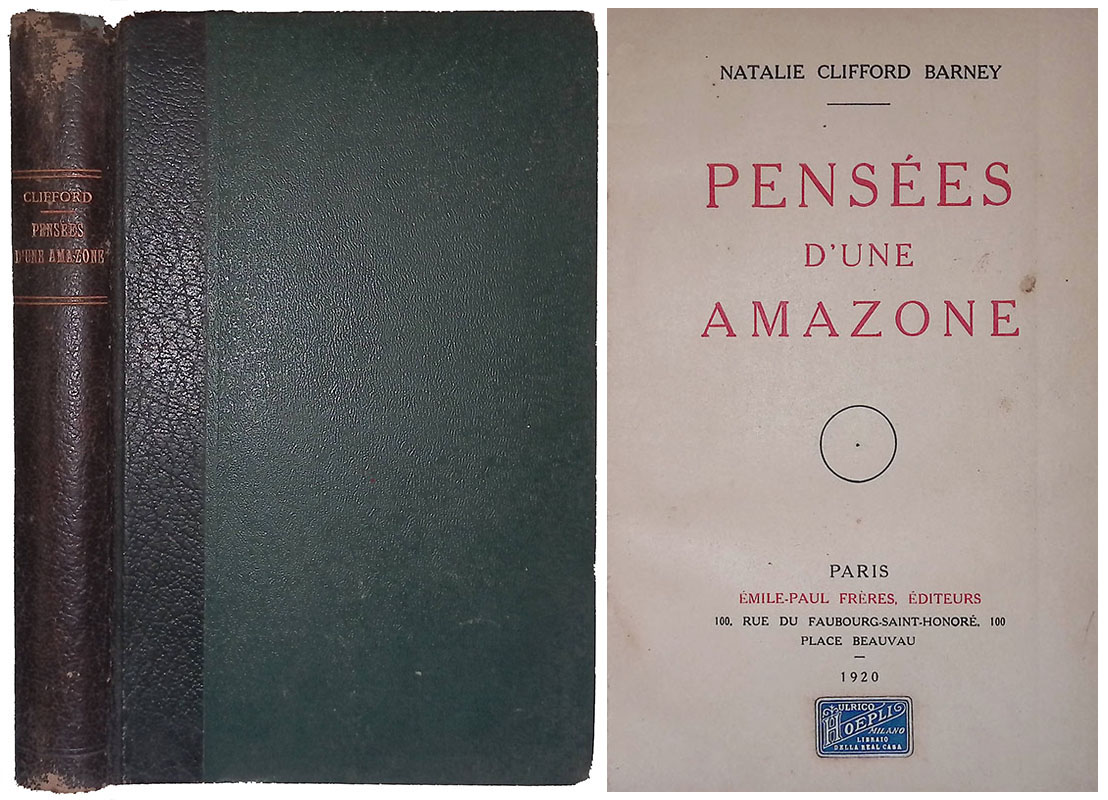 CLIFFORD
PENSÉES
D'UNE AMAZONE
NATALIE CLIFFORD BARNEY
PENSÉES
D'UNE
AMAZONE
PARIS
ÉMILE-PAUL FRÈRES, ÉDITEURS
100, RUE DU FAUBOURG-SAINT-HONORÉ, 100
PLACE BEAUVAU
1920
ULRICO
HOEPLI
MILANO
LIBRAIO
DELLA REAL CASA